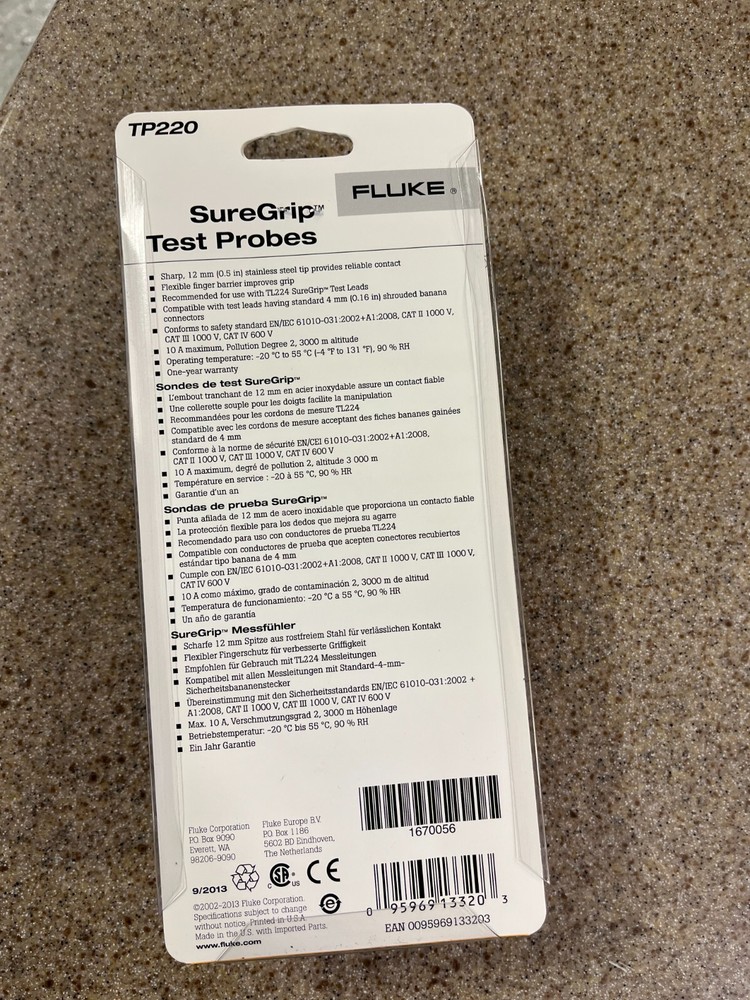 TP220
FLUKE®
SureGrip™
Test Probes
▪ Sharp, 12 mm (0.5 in) stainless steel tip provides reliable contact
▪ Flexible finger barrier improves grip
▪ Recommended for use with TL224 SureGrip™ Test Leads
▪ Compatible with test leads having standard 4 mm (0.16 in) shrouded banana
connectors
▪ Conforms to safety standard EN/IEC 61010-031:2002+A1:2008, CAT II 1000 V,
CAT III 1000 V, CAT IV 600 V
▪ 10 A maximum, Pollution Degree 2, 3000 m altitude
▪ Operating temperature: -20 °C to 55 °C (-4 °F to 131 °F), 90 % RH
▪ One-year warranty
Sondes de test SureGrip™
▪ L'embout tranchant de 12 mm en acier inoxydable assure un contact fiable
▪ Une collerette souple pour les doigts facilite la manipulation
▪ Recommandées pour les cordons de mesure TL224
▪ Compatible avec les cordons de mesure acceptant des fiches bananes gainées
standard de 4 mm
▪ Conforme à la norme de sécurité EN/CEI 61010-031:2002+A1:2008,
CAT II 1000 V, CAT III 1000 V, CAT IV 600 V
▪ 10 A maximum, degré de pollution 2, altitude 3 000 m
▪ Température en service : -20 à 55 °C, 90 % HR
▪ Garantie d'un an
Sondas de prueba SureGrip™
▪ Punta afilada de 12 mm de acero inoxidable que proporciona un contacto fiable
▪ La protección flexible para los dedos que mejora su agarre
▪ Recomendado para uso con conductores de prueba TL224
▪ Compatible con conductores de prueba que acepten conectores recubiertos
estándar tipo banana de 4 mm
▪ Cumple con EN/IEC 61010-031:2002+A1:2008, CAT II 1000 V, CAT III 1000 V,
CAT IV 600 V
▪ 10 A como máximo, grado de contaminación 2, 3000 m de altitud
▪ Temperatura de funcionamiento: -20 °C a 55 °C, 90 % HR
▪ Un año de garantía
SureGrip™ Messfühler
▪ Scharfe 12 mm Spitze aus rostfreiem Stahl für verlässlichen Kontakt
▪ Flexibler Fingerschutz für verbesserte Griffigkeit
▪ Empfohlen für Gebrauch mit TL224 Messleitungen
▪ Kompatibel mit allen Messleitungen mit Standard-4-mm-
Sicherheitsbananenstecker
▪ Übereinstimmung mit den Sicherheitsstandards EN/IEC 61010-031:2002 +
A1:2008, CAT II 1000 V, CAT III 1000 V, CAT IV 600 V
▪ Max. 10 A, Verschmutzungsgrad 2, 3000 m Höhenlage
▪ Betriebstemperatur: -20 °C bis 55 °C, 90 % RH
▪ Ein Jahr Garantie
Fluke Corporation
P.O. Box 9090
Everett, WA
98206-9090
Fluke Europe B.V.
P.O. Box 1186
5602 BD Eindhoven,
The Netherlands
1670056
9/2013
C SA® US
CE
©2002-2013 Fluke Corporation.
Specifications subject to change
without notice. Printed in U.S.A.
Made in the U.S. with Imported Parts.
www.fluke.com
0 95969 13320 3
EAN 0095969133203